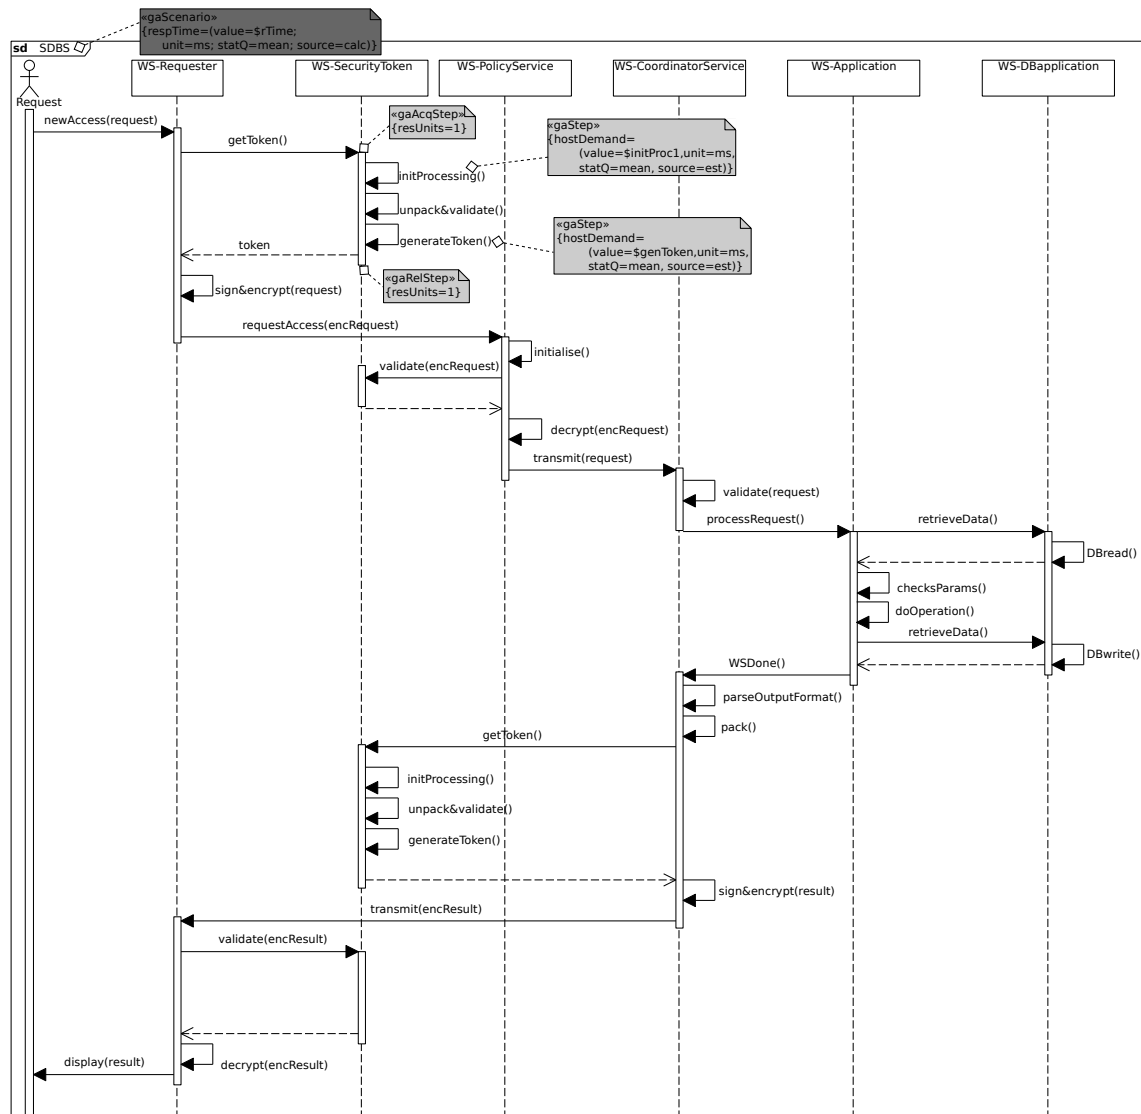 «gaScenario»
{respTime=(value=$rTime;
unit=ms; statQ=mean; source=calc)}
sd SDBS
WS-Requester
WS-SecurityToken
WS-PolicyService
WS-CoordinatorService
WS-Application
WS-DBapplication
Request
newAccess(request)
«gaAcqStep»
{resUnits=1}
«gaStep»
{hostDemand=
(value=$initProc1,unit=ms,
statQ=mean, source=est)}
getToken()
initProcessing()
unpack&validate()
«gaStep»
{hostDemand=
(value=$genToken,unit=ms,
statQ=mean, source=est)}
generateToken()
token
«gaRelStep»
{resUnits=1}
sign&encrypt(request)
requestAccess(encRequest)
initialise()
validate(encRequest)
decrypt(encRequest)
transmit(request)
validate(request)
processRequest()
retrieveData()
DBread()
checksParams()
doOperation()
retrieveData()
DBwrite()
WSDone()
parseOutputFormat()
pack()
getToken()
initProcessing()
unpack&validate()
generateToken()
sign&encrypt(result)
transmit(encResult)
validate(encResult)
display(result)
decrypt(encResult)